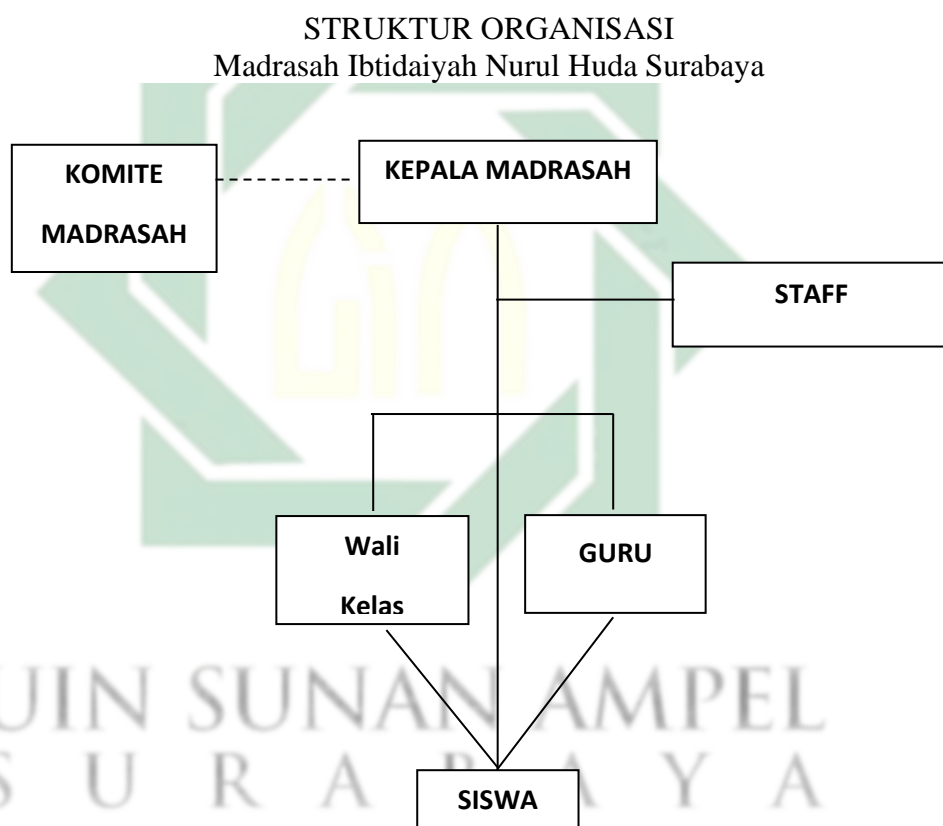 STRUKTUR ORGANISASI
Madrasah Ibtidaiyah Nurul Huda Surabaya
KOMITE
MADRASAH
KEPALA MADRASAH
STAFF
Wali
Kelas
GURU
UIN SUNAN AMPEL
SURABAYA
SISWA